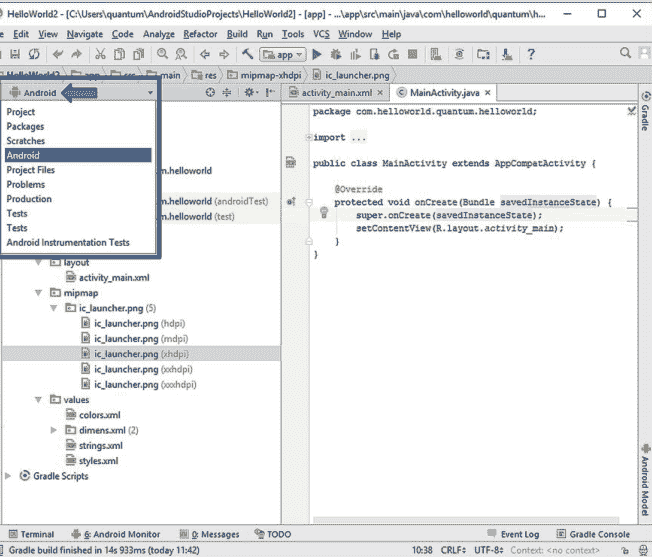 HelloWorld2 - [C:\Users\quantum\AndroidStudioProjects\HelloWorld2] - [app] - ...\app\src\main\java\com\helloworld\quantum\h...
Edit View Navigate Code Analyze Refactor Build Run Tools VCS Window Help
app
HelloWorld2 app src main res mipmap-xhdpi ic_launcher.png
Android
activity_main.xml MainActivity.java
Project
Packages
Scratches
Android
Project Files
Problems
Production
Tests
Tests
Android Instrumentation Tests
m.helloworld
m.helloworld (androidTest)
m.helloworld (test)
layout
activity_main.xml
mipmap
ic_launcher.png (5)
ic_launcher.png (hdpi)
ic_launcher.png (mdpi)
ic_launcher.png (xhdpi)
ic_launcher.png (xxhdpi)
ic_launcher.png (xxxhdpi)
values
colors.xml
dimens.xml (2)
strings.xml
styles.xml
Gradle Scripts
package com.helloworld.quantum.helloworld;
import ...
public class MainActivity extends AppCompatActivity {
@Override
protected void onCreate(Bundle savedInstanceState) {
super.onCreate(savedInstanceState);
setContentView(R.layout.activity_main);
}
}
Gradle
Android Model
Terminal 6: Android Monitor 0: Messages TODO Event Log Gradle Console
Gradle build finished in 14s 933ms (today 11:42) 10:38 CRLF UTF-8 Context: <no context>